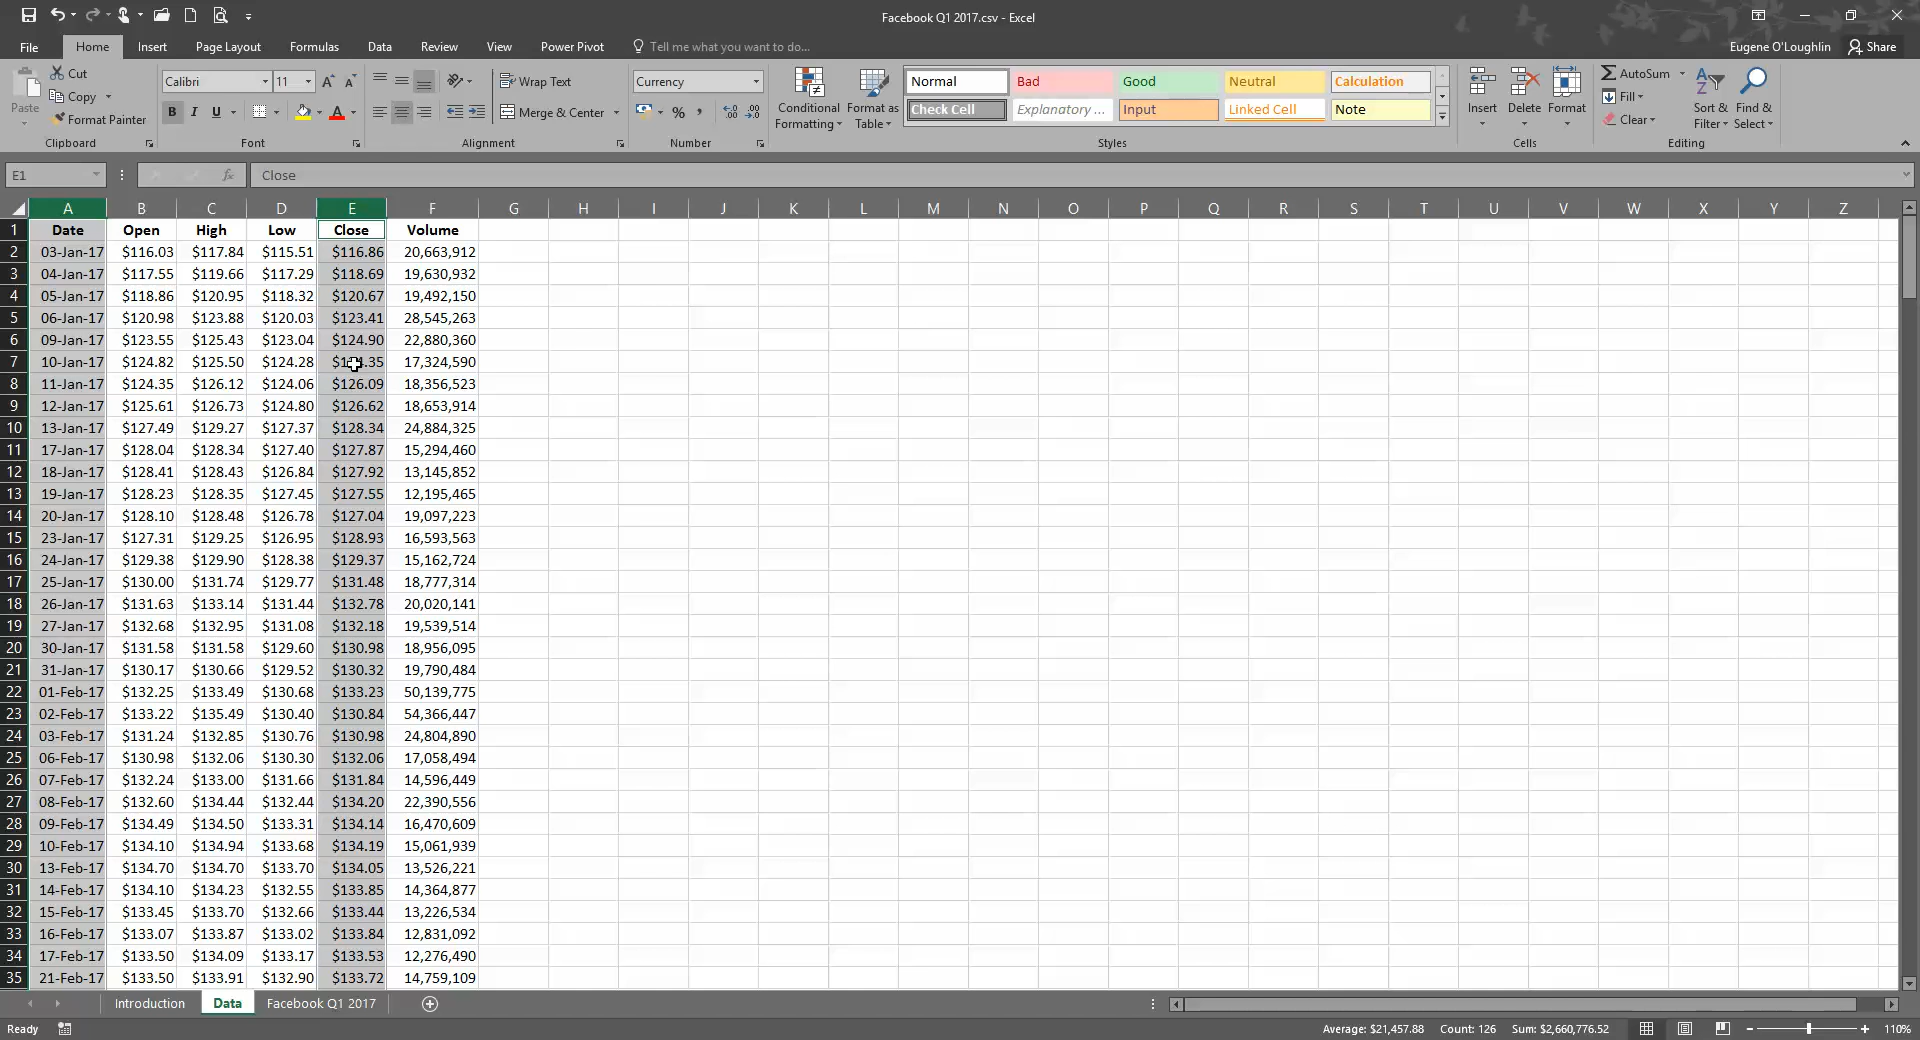 Facebook Q1 2017.csv - Excel
File Home Insert Page Layout Formulas Data Review View Power Pivot Tell me what you want to do... Eugene O'Loughlin Share
Paste
Cut
Copy
Format Painter
Clipboard
Calibri 11
B I U
Font
Wrap Text
Merge & Center
Alignment
Currency
%
Number
Conditional Formatting
Format as Table
Normal Bad Good Neutral Calculation
Check Cell Explanatory ... Input Linked Cell Note
Styles
Insert Delete Format
Cells
AutoSum
Fill
Clear
Sort & Filter
Find & Select
Editing
E1 fx Close
A B C D E F G H I J K L M N O P Q R S T U V W X Y Z
1 Date Open High Low Close Volume
2 03-Jan-17 $116.03 $117.84 $115.51 $116.86 20,663,912
3 04-Jan-17 $117.55 $119.66 $117.29 $118.69 19,630,932
4 05-Jan-17 $118.86 $120.95 $118.32 $120.67 19,492,150
5 06-Jan-17 $120.98 $123.88 $120.03 $123.41 28,545,263
6 09-Jan-17 $123.55 $125.43 $123.04 $124.90 22,880,360
7 10-Jan-17 $124.82 $125.50 $124.28 17,324,590
8 11-Jan-17 $124.35 $126.12 $124.06 $126.09 18,356,523
9 12-Jan-17 $125.61 $126.73 $124.80 $126.62 18,653,914
10 13-Jan-17 $127.49 $129.27 $127.37 $128.34 24,884,325
11 17-Jan-17 $128.04 $128.34 $127.40 $127.87 15,294,460
12 18-Jan-17 $128.41 $128.43 $126.84 $127.92 13,145,852
13 19-Jan-17 $128.23 $128.35 $127.45 $127.55 12,195,465
14 20-Jan-17 $128.10 $128.48 $126.78 $127.04 19,097,223
15 23-Jan-17 $127.31 $129.25 $126.95 $128.93 16,593,563
16 24-Jan-17 $129.38 $129.90 $128.38 $129.37 15,162,724
17 25-Jan-17 $130.00 $131.74 $129.77 $131.48 18,777,314
18 26-Jan-17 $131.63 $133.14 $131.44 $132.78 20,020,141
19 27-Jan-17 $132.68 $132.95 $131.08 $132.18 19,539,514
20 30-Jan-17 $131.58 $131.58 $129.60 $130.98 18,956,095
21 31-Jan-17 $130.17 $130.66 $129.52 $130.32 19,790,484
22 01-Feb-17 $132.25 $133.49 $130.68 $133.23 50,139,775
23 02-Feb-17 $133.22 $135.49 $130.40 $130.84 54,366,447
24 03-Feb-17 $131.24 $132.85 $130.76 $130.98 24,804,890
25 06-Feb-17 $130.98 $132.06 $130.30 $132.06 17,058,494
26 07-Feb-17 $132.24 $133.00 $131.66 $131.84 14,596,449
27 08-Feb-17 $132.60 $134.44 $132.44 $134.20 22,390,556
28 09-Feb-17 $134.49 $134.50 $133.31 $134.14 16,470,609
29 10-Feb-17 $134.10 $134.94 $133.68 $134.19 15,061,939
30 13-Feb-17 $134.70 $134.70 $133.70 $134.05 13,526,221
31 14-Feb-17 $134.10 $134.23 $132.55 $133.85 14,364,877
32 15-Feb-17 $133.45 $133.70 $132.66 $133.44 13,226,534
33 16-Feb-17 $133.07 $133.87 $133.02 $133.84 12,831,092
34 17-Feb-17 $133.50 $134.09 $133.17 $133.53 12,276,490
35 21-Feb-17 $133.50 $133.91 $132.90 $133.72 14,759,109
Introduction Data Facebook Q1 2017
Ready Average: $21,457.88 Count: 126 Sum: $2,660,776.52 110%